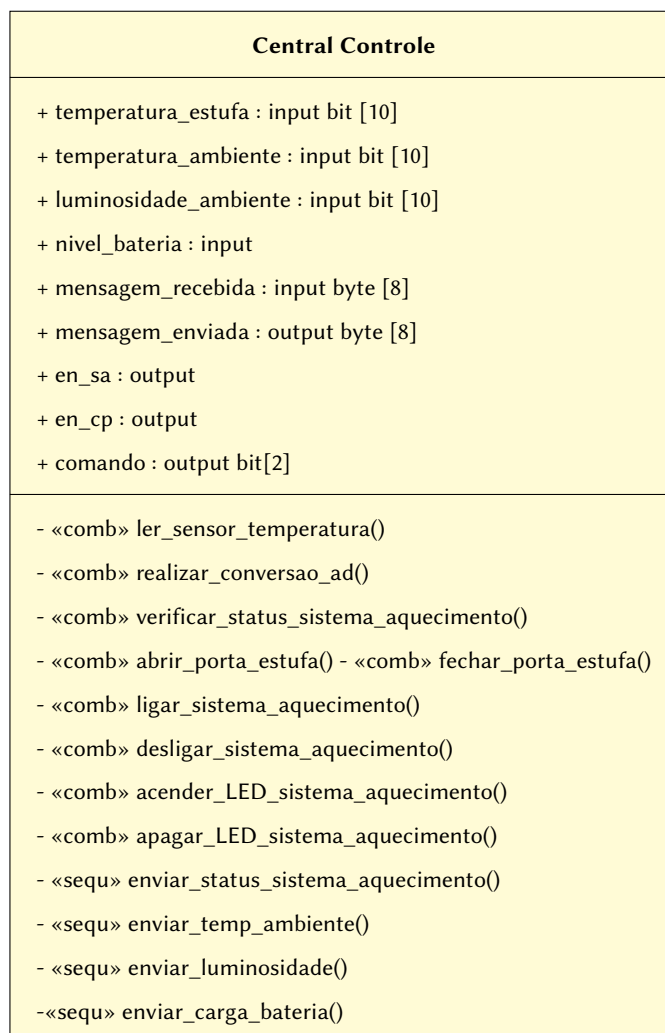 Central Controle
+ temperatura_estufa : input bit [10]
+ temperatura_ambiente : input bit [10]
+ luminosidade_ambiente : input bit [10]
+ nivel_bateria : input
+ mensagem_recebida : input byte [8]
+ mensagem_enviada : output byte [8]
+ en_sa : output
+ en_cp : output
+ comando : output bit[2]
- «comb» ler_sensor_temperatura()
- «comb» realizar_conversao_ad()
- «comb» verificar_status_sistema_aquecimento()
- «comb» abrir_porta_estufa() - «comb» fechar_porta_estufa()
- «comb» ligar_sistema_aquecimento()
- «comb» desligar_sistema_aquecimento()
- «comb» acender_LED_sistema_aquecimento()
- «comb» apagar_LED_sistema_aquecimento()
- «sequ» enviar_status_sistema_aquecimento()
- «sequ» enviar_temp_ambiente()
- «sequ» enviar_luminosidade()
-«sequ» enviar_carga_bateria()